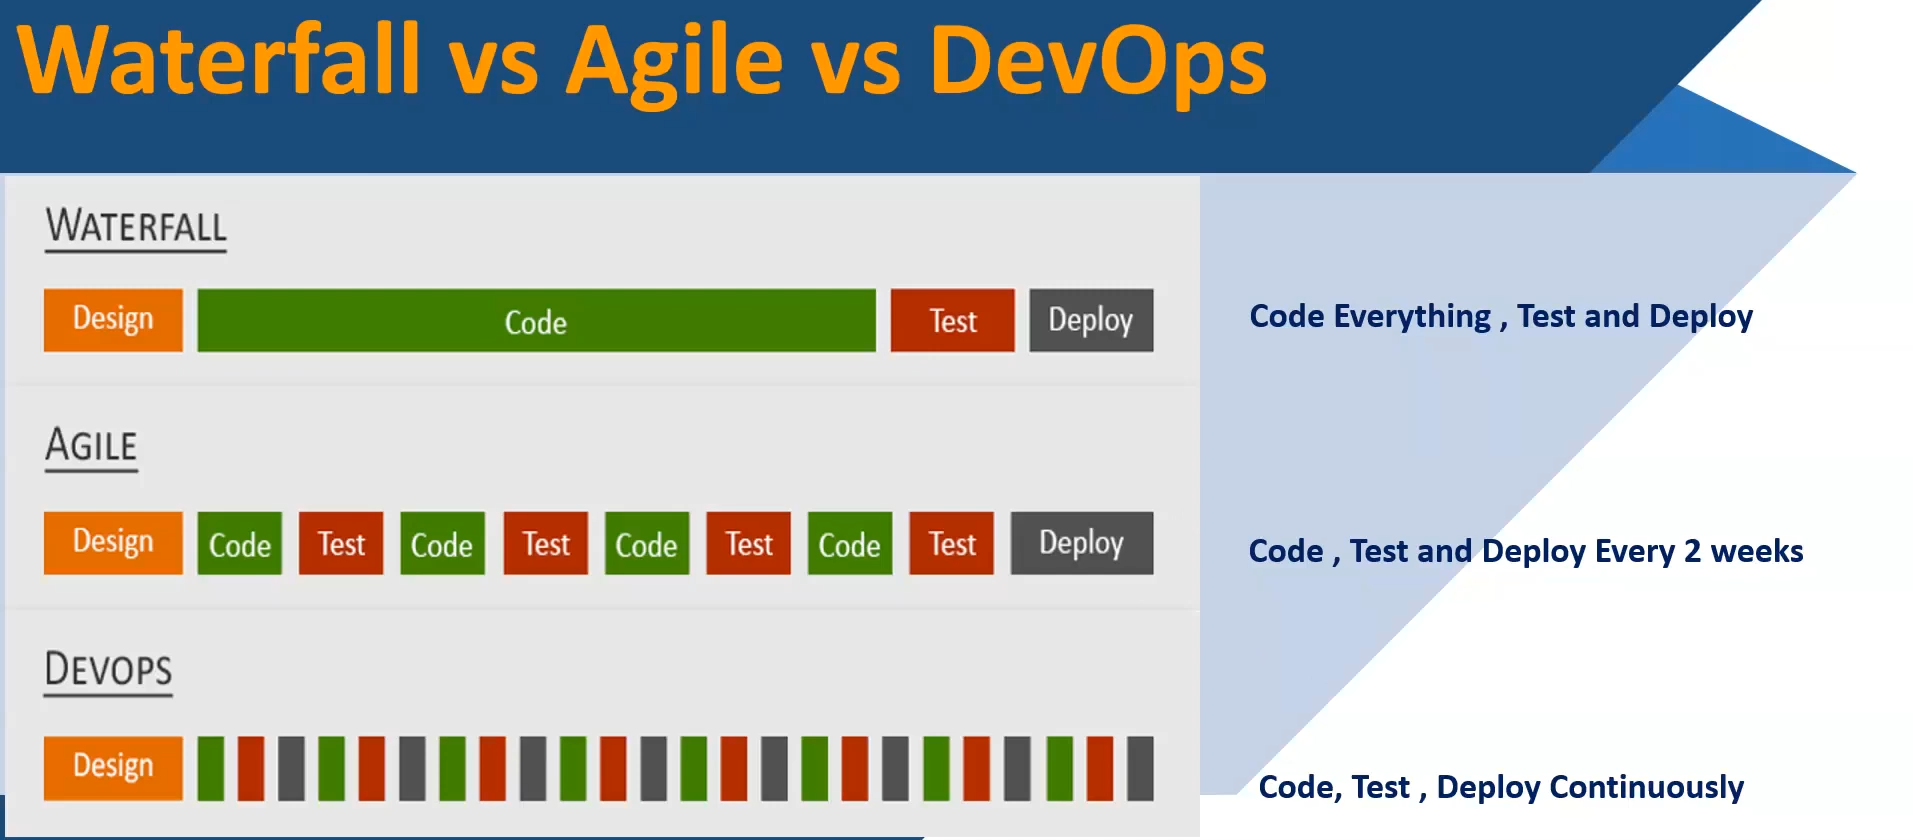 Waterfall vs Agile vs DevOps
WATERFALL
Design Code Test Deploy
Code Everything , Test and Deploy
AGILE
Design Code Test Code Test Code Test Code Test Deploy
Code , Test and Deploy Every 2 weeks
DEVOPS
Design
Code, Test , Deploy Continuously